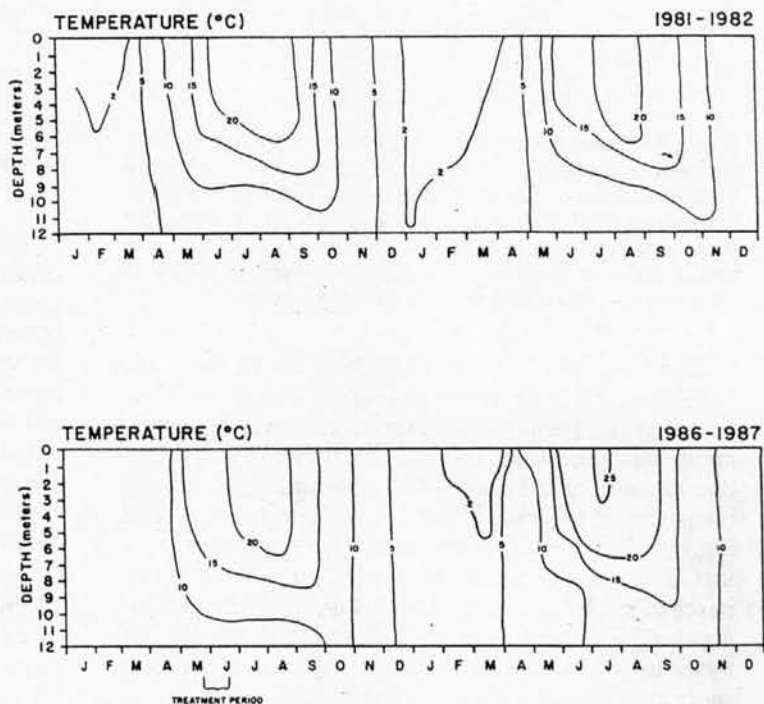 TEMPERATURE (°C) 1981-1982
DEPTH (meters)
0
1
2
3
4
5
6
7
8
9
10
11
12
2 5 10 15 20 15 10 5 2 2 5 10 15 20 15 10
J F M A M J J A S O N D J F M A M J J A S O N D
TEMPERATURE (°C) 1986-1987
DEPTH (meters)
0
1
2
3
4
5
6
7
8
9
10
11
12
10 15 20 10 5 2 5 10 15 20 25 10
J F M A M J J A S O N D J F M A M J J A S O N D
TREATMENT PERIOD